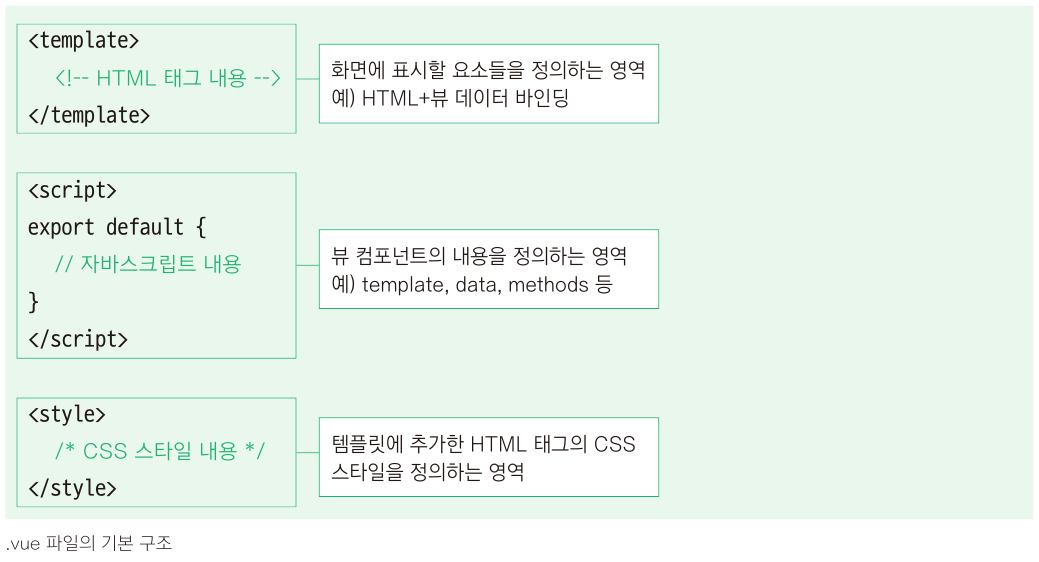 <template>
<!-- HTML 태그 내용 -->
</template>
화면에 표시할 요소들을 정의하는 영역
예) HTML+뷰 데이터 바인딩
<script>
export default {
// 자바스크립트 내용
}
</script>
뷰 컴포넌트의 내용을 정의하는 영역
예) template, data, methods 등
<style>
/* CSS 스타일 내용 */
</style>
템플릿에 추가한 HTML 태그의 CSS
스타일을 정의하는 영역
.vue 파일의 기본 구조